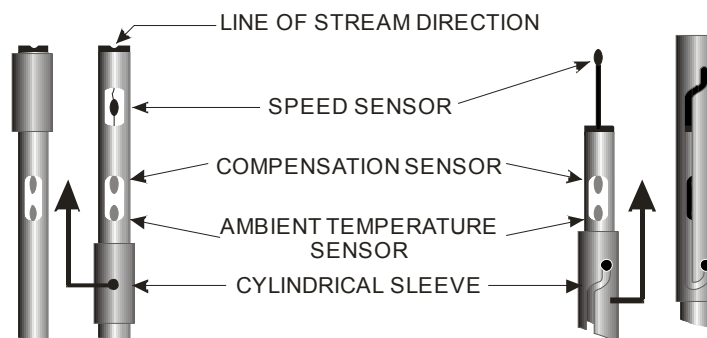 LINE OF STREAM DIRECTION
SPEED SENSOR
COMPENSATION SENSOR
AMBIENT TEMPERATURE
SENSOR
CYLINDRICAL SLEEVE